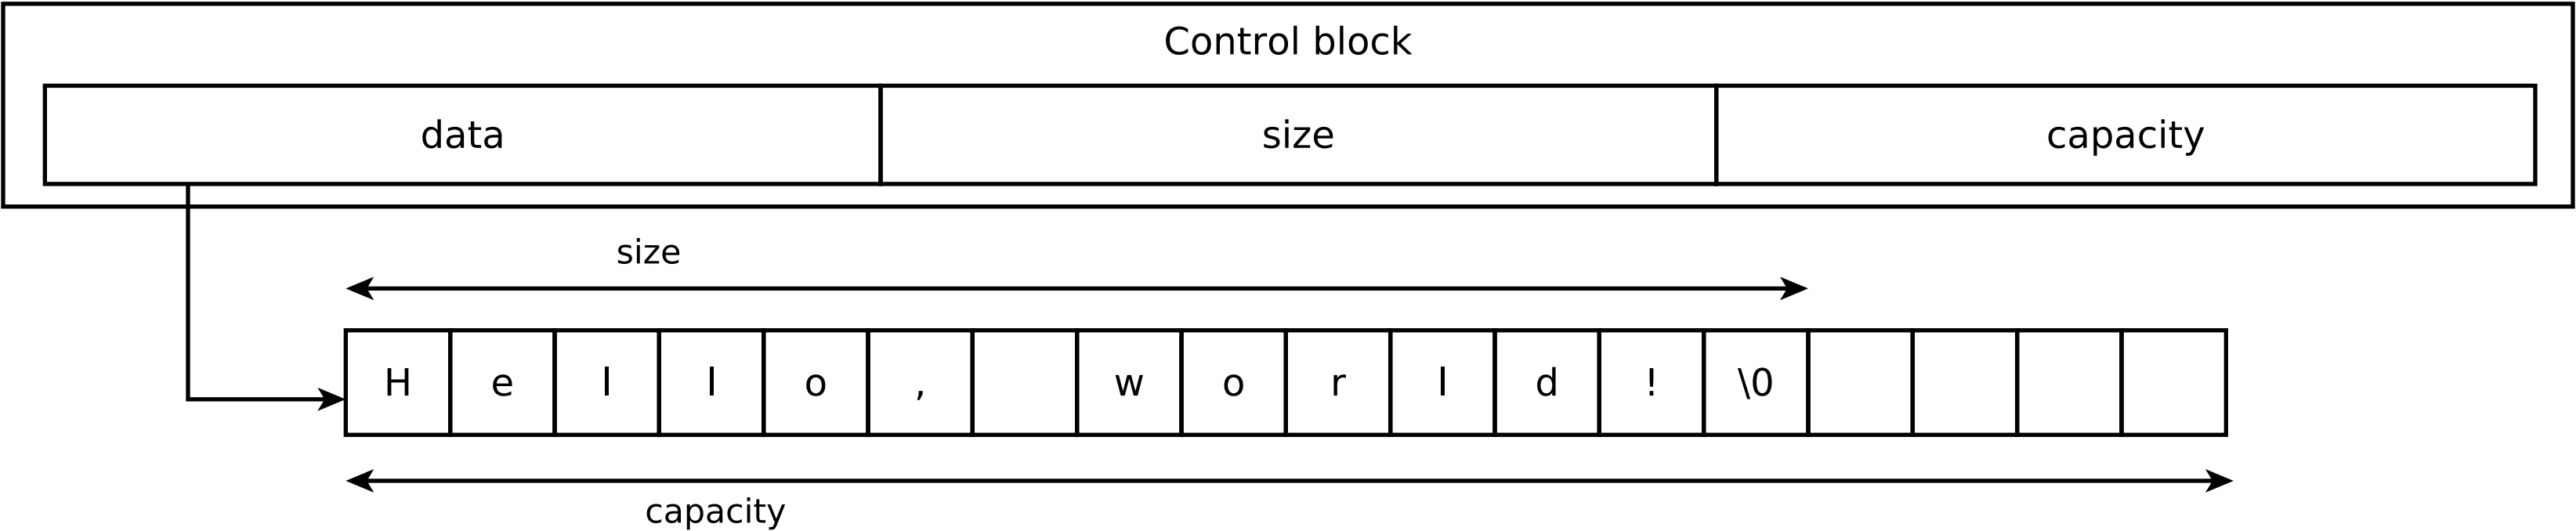 Control block
data size capacity
size
H e l l o , w o r l d ! \0
capacity